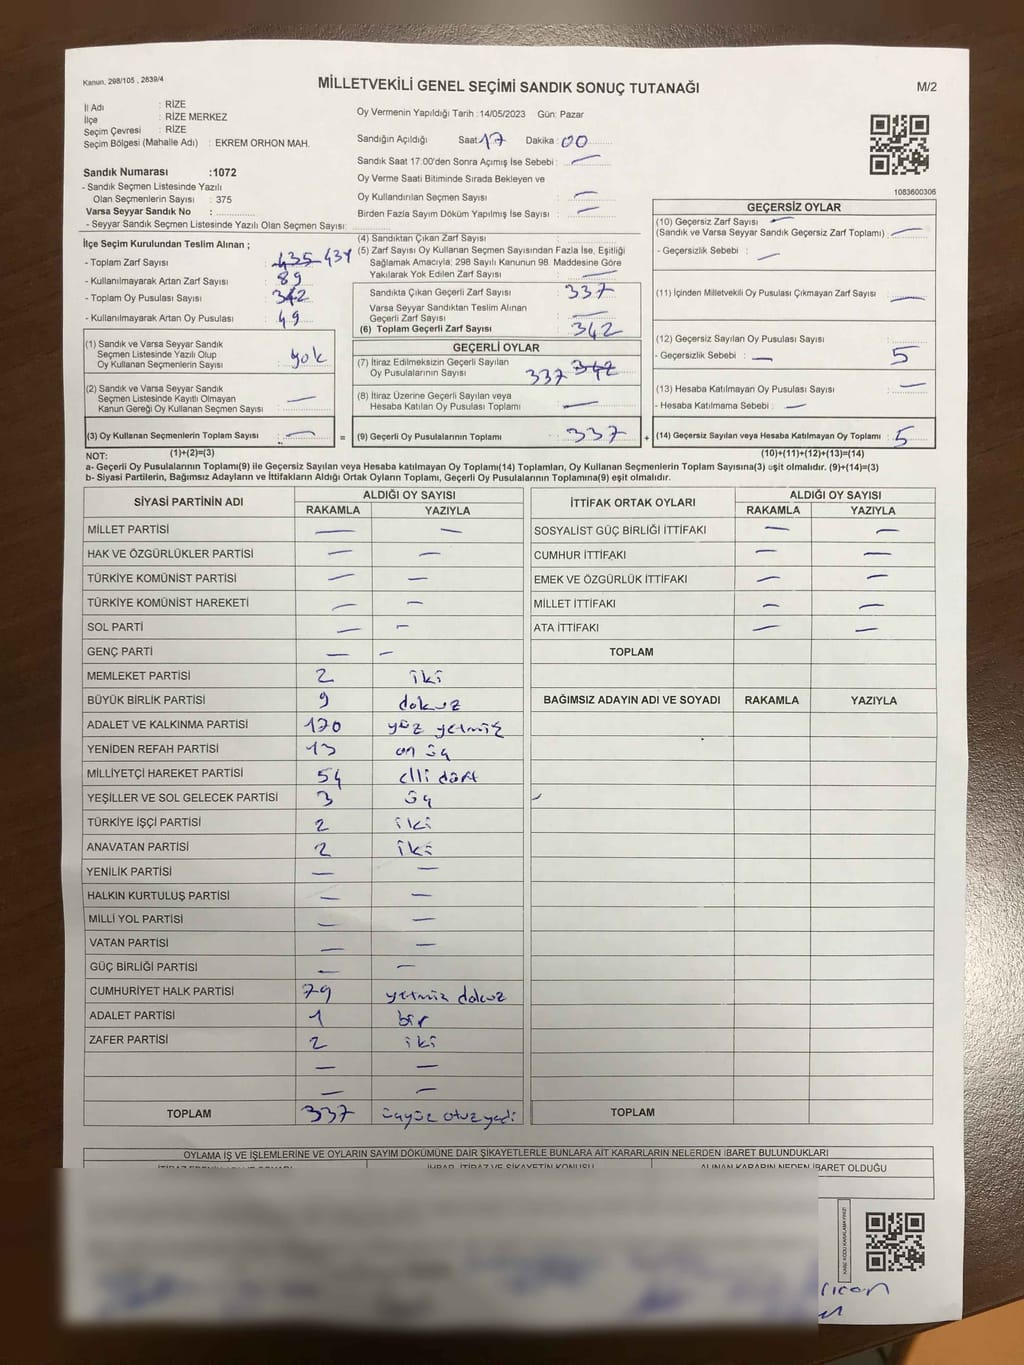 Kanun, 298/105 , 2839/4
MİLLETVEKİLİ GENEL SEÇİMİ SANDIK SONUÇ TUTANAĞI
M/2
İl Adı : RİZE
İlçe : RİZE MERKEZ
Seçim Çevresi : RİZE
Seçim Bölgesi (Mahalle Adı) : EKREM ORHON MAH.
Sandık Numarası :1072
- Sandık Seçmen Listesinde Yazılı
Olan Seçmenlerin Sayısı : 375
Varsa Seyyar Sandık No :
- Seyyar Sandık Seçmen Listesinde Yazılı Olan Seçmen Sayısı:
Oy Vermenin Yapıldığı Tarih :14/05/2023 Gün: Pazar
Sandığın Açıldığı Saat: 17 Dakika : 00
Sandık Saat 17:00'den Sonra Açımış İse Sebebi : —
Oy Verme Saati Bitiminde Sırada Bekleyen ve
Oy Kullandırılan Seçmen Sayısı —
Birden Fazla Sayım Döküm Yapılmış İse Sayısı —
1083600306
İlçe Seçim Kurulundan Teslim Alınan ;
- Toplam Zarf Sayısı : 435 431
- Kullanılmayarak Artan Zarf Sayısı : 89
- Toplam Oy Pusulası Sayısı : 342
- Kullanılmayarak Artan Oy Pusulası : 49
(1) Sandık ve Varsa Seyyar Sandık
Seçmen Listesinde Yazılı Olup
Oy Kullanan Seçmenlerin Sayısı : yok
(2) Sandık ve Varsa Seyyar Sandık
Seçmen Listesinde Kayıtlı Olmayan
Kanun Gereği Oy Kullanan Seçmen Sayısı : —
(3) Oy Kullanan Seçmenlerin Toplam Sayısı : —
(4) Sandıktan Çıkan Zarf Sayısı :
(5) Zarf Sayısı Oy Kullanan Seçmen Sayısından Fazla İse, Eşitliği
Sağlamak Amacıyla; 298 Sayılı Kanunun 98. Maddesine Göre
Yakılarak Yok Edilen Zarf Sayısı : —
Sandıkta Çıkan Geçerli Zarf Sayısı : 337
Varsa Seyyar Sandıktan Teslim Alınan
Geçerli Zarf Sayısı : —
(6) Toplam Geçerli Zarf Sayısı : 342
GEÇERLİ OYLAR
(7) İtiraz Edilmeksizin Geçerli Sayılan
Oy Pusulalarının Sayısı 337 342
(8) İtiraz Üzerine Geçerli Sayılan veya
Hesaba Katılan Oy Pusulası Toplamı : —
= (9) Geçerli Oy Pusulalarının Toplamı : 337
GEÇERSİZ OYLAR
(10) Geçersiz Zarf Sayısı —
(Sandık ve Varsa Seyyar Sandık Geçersiz Zarf Toplamı) : —
- Geçersizlik Sebebi : —
(11) İçinden Milletvekili Oy Pusulası Çıkmayan Zarf Sayısı : —
(12) Geçersiz Sayılan Oy Pusulası Sayısı : 5
- Geçersizlik Sebebi : —
(13) Hesaba Katılmayan Oy Pusulası Sayısı : —
- Hesaba Katılmama Sebebi : —
+ (14) Geçersiz Sayılan veya Hesaba Katılmayan Oy Toplamı : 5
NOT: (1)+(2)=(3) (10)+(11)+(12)+(13)=(14)
a- Geçerli Oy Pusulalarının Toplamı(9) ile Geçersiz Sayılan veya Hesaba katılmayan Oy Toplamı(14) Toplamları, Oy Kullanan Seçmenlerin Toplam Sayısına(3) eşit olmalıdır. (9)+(14)=(3)
b- Siyasi Partilerin, Bağımsız Adayların ve İttifakların Aldığı Ortak Oyların Toplamı, Geçerli Oy Pusulalarının Toplamına(9) eşit olmalıdır.
SİYASİ PARTİNİN ADI ALDIĞI OY SAYISI
RAKAMLA YAZIYLA
MİLLET PARTİSİ — —
HAK VE ÖZGÜRLÜKLER PARTİSİ — —
TÜRKİYE KOMÜNİST PARTİSİ — —
TÜRKİYE KOMÜNİST HAREKETİ — —
SOL PARTİ — —
GENÇ PARTİ — —
MEMLEKET PARTİSİ 2 iki
BÜYÜK BİRLİK PARTİSİ 9 dokuz
ADALET VE KALKINMA PARTİSİ 170 yüz yetmiş
YENİDEN REFAH PARTİSİ 13 on üç
MİLLİYETÇİ HAREKET PARTİSİ 54 elli dört
YEŞİLLER VE SOL GELECEK PARTİSİ 3 üç
TÜRKİYE İŞÇİ PARTİSİ 2 iki
ANAVATAN PARTİSİ 2 iki
YENİLİK PARTİSİ — —
HALKIN KURTULUŞ PARTİSİ — —
MİLLİ YOL PARTİSİ — —
VATAN PARTİSİ — —
GÜÇ BİRLİĞİ PARTİSİ — —
CUMHURİYET HALK PARTİSİ 79 yetmiş dokuz
ADALET PARTİSİ 1 bir
ZAFER PARTİSİ 2 iki
— —
— —
TOPLAM 337 üçyüz otuz yedi
İTTİFAK ORTAK OYLARI ALDIĞI OY SAYISI
RAKAMLA YAZIYLA
SOSYALİST GÜÇ BİRLİĞİ İTTİFAKI — —
CUMHUR İTTİFAKI — —
EMEK VE ÖZGÜRLÜK İTTİFAKI — —
MİLLET İTTİFAKI — —
ATA İTTİFAKI — —
TOPLAM
BAĞIMSIZ ADAYIN ADI VE SOYADI RAKAMLA YAZIYLA
TOPLAM
OYLAMA İŞ VE İŞLEMLERİNE VE OYLARIN SAYIM DÖKÜMÜNE DAİR ŞİKAYETLERLE BUNLARA AİT KARARLARIN NELERDEN İBARET BULUNDUKLARI
İHBAR, İTİRAZ VE ŞİKAYETİN KONUSU ALINAN KARARIN NEDEN İBARET OLDUĞU
KARE KODU KARALAMAYINIZ!